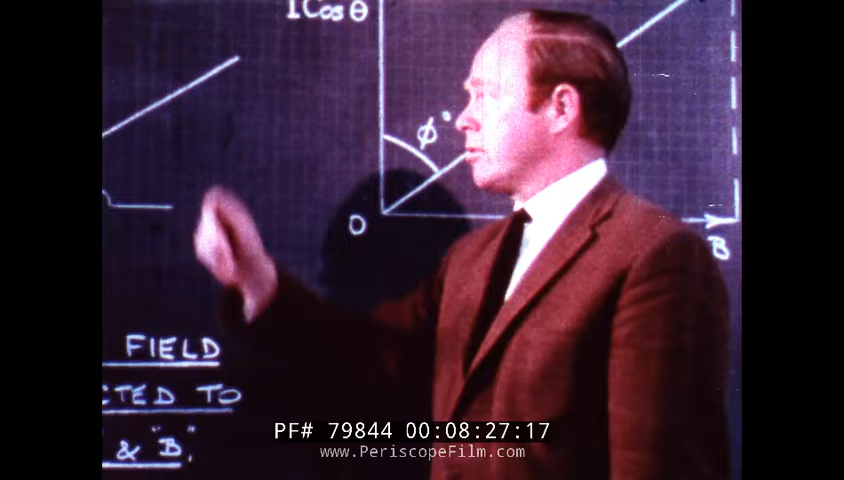 I Cos θ
φ°
O
B
FIELD
CTED TO
& "B",
PF# 79844 00:08:27:17
www.PeriscopeFilm.com